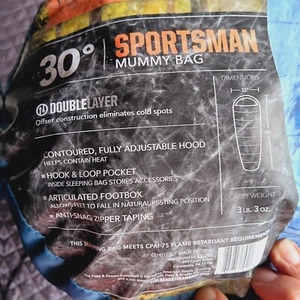 30° SPORTSMAN
MUMMY BAG
DOUBLELAYER
Offset construction eliminates cold spots
CONTOURED, FULLY ADJUSTABLE HOOD
HELPS CONTAIN HEAT
HOOK & LOOP POCKET
INSIDE SLEEPING BAG STORES ACCESSORIES
ARTICULATED FOOTBOX
ALLOWS FEET TO FALL IN NATURAL RESTING POSITION
ANTI-SNAG ZIPPER TAPING
DIMENSIONS
CARRY WEIGHT
3 LB. 3 OZ.
THIS SLEEPING BAG MEETS CPAI-75 FLAME RETARDANT